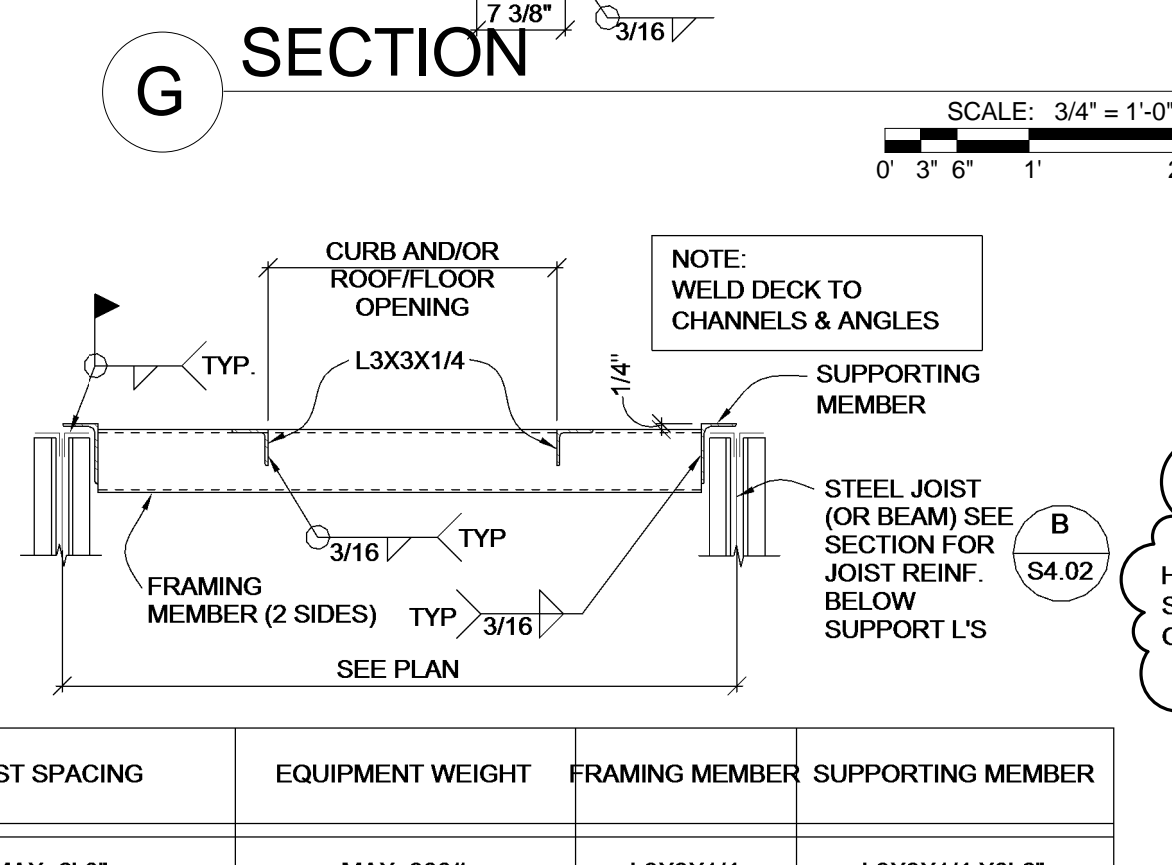 7 3/8"
3/16
G
SECTION
SCALE: 3/4" = 1'-0"
0' 3" 6" 1'
CURB AND/OR
ROOF/FLOOR
OPENING
NOTE:
WELD DECK TO
CHANNELS & ANGLES
TYP.
L3X3X1/4
1/4"
SUPPORTING
MEMBER
STEEL JOIST
(OR BEAM) SEE
SECTION FOR
JOIST REINF.
BELOW
SUPPORT L'S
B
S4.02
3/16
TYP
FRAMING
MEMBER (2 SIDES)
TYP
3/16
SEE PLAN
SPACING
EQUIPMENT WEIGHT
FRAMING MEMBER
SUPPORTING MEMBER